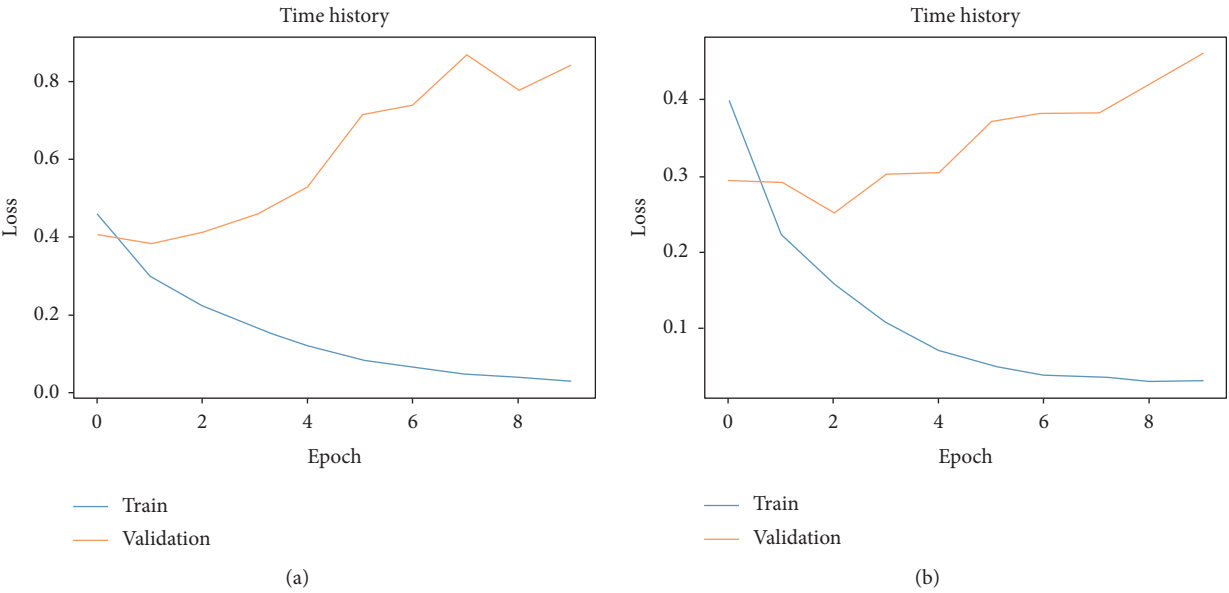 Time history
Loss
0.8
0.6
0.4
0.2
0.0
0 2 4 6 8
Epoch
Train
Validation
(a)
Time history
Loss
0.4
0.3
0.2
0.1
0 2 4 6 8
Epoch
Train
Validation
(b)